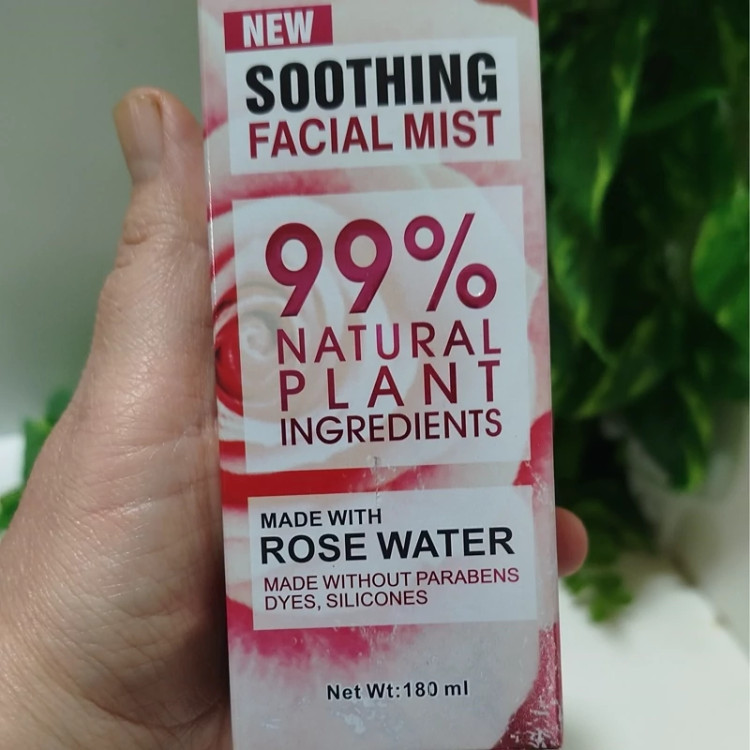 NEW
SOOTHING
FACIAL MIST
99%
NATURAL
PLANT
INGREDIENTS
MADE WITH
ROSE WATER
MADE WITHOUT PARABENS
DYES, SILICONES
Net Wt:180 ml